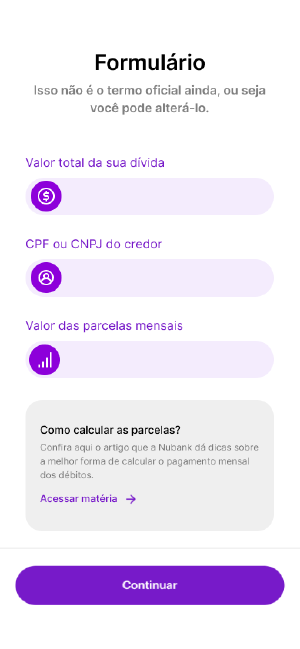 Formulário
Isso não é o termo oficial ainda, ou seja
você pode alterá-lo.
Valor total da sua dívida
CPF ou CNPJ do credor
Valor das parcelas mensais
Como calcular as parcelas?
Confira aqui o artigo que a Nubank dá dicas sobre
a melhor forma de calcular o pagamento mensal
dos débitos.
Acessar matéria
Continuar